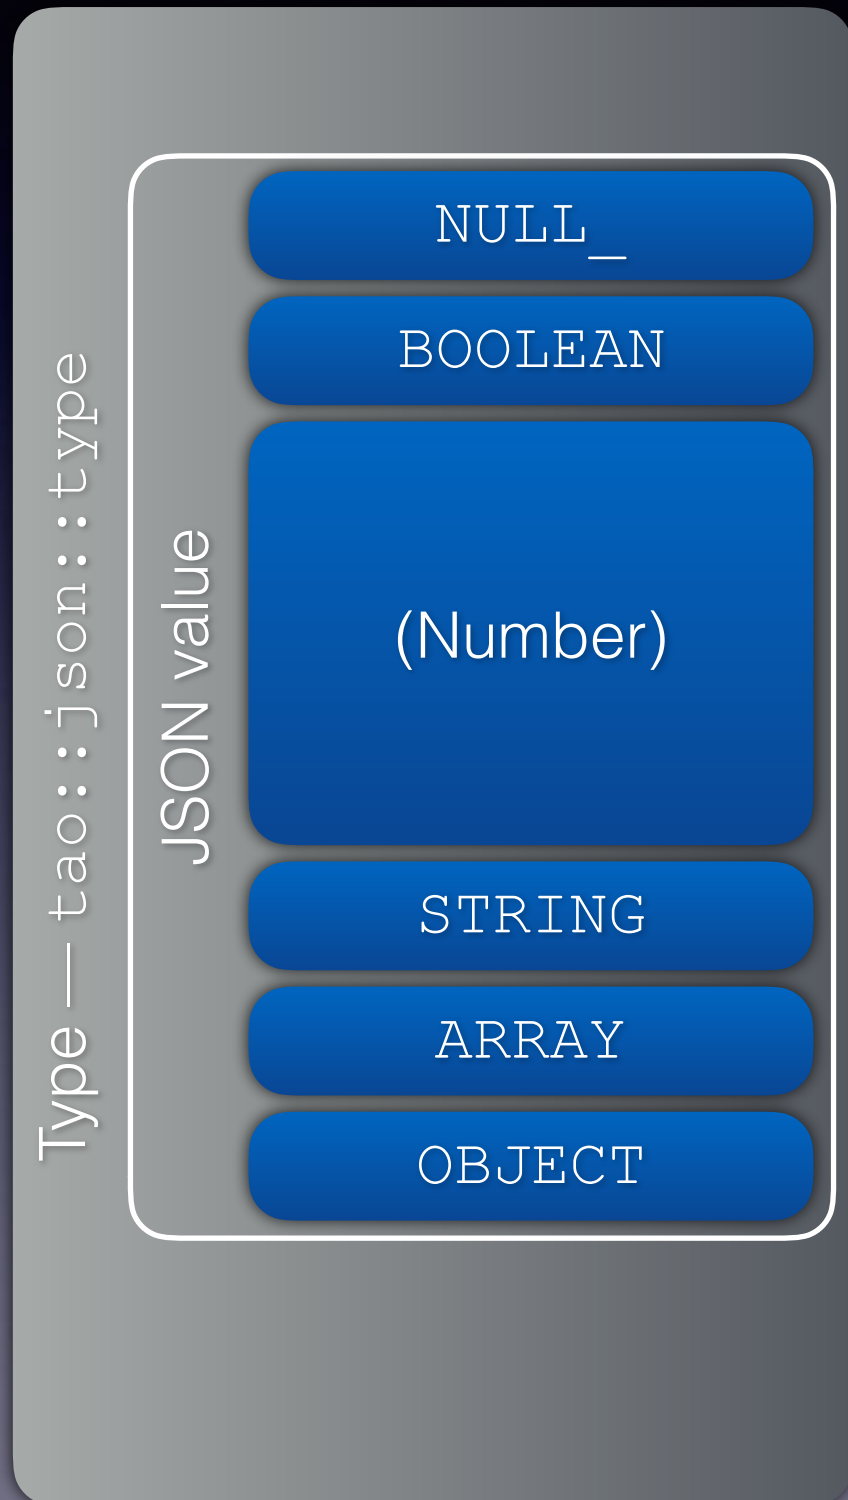 Type — tao::json::type
JSON value
NULL_
BOOLEAN
(Number)
STRING
ARRAY
OBJECT